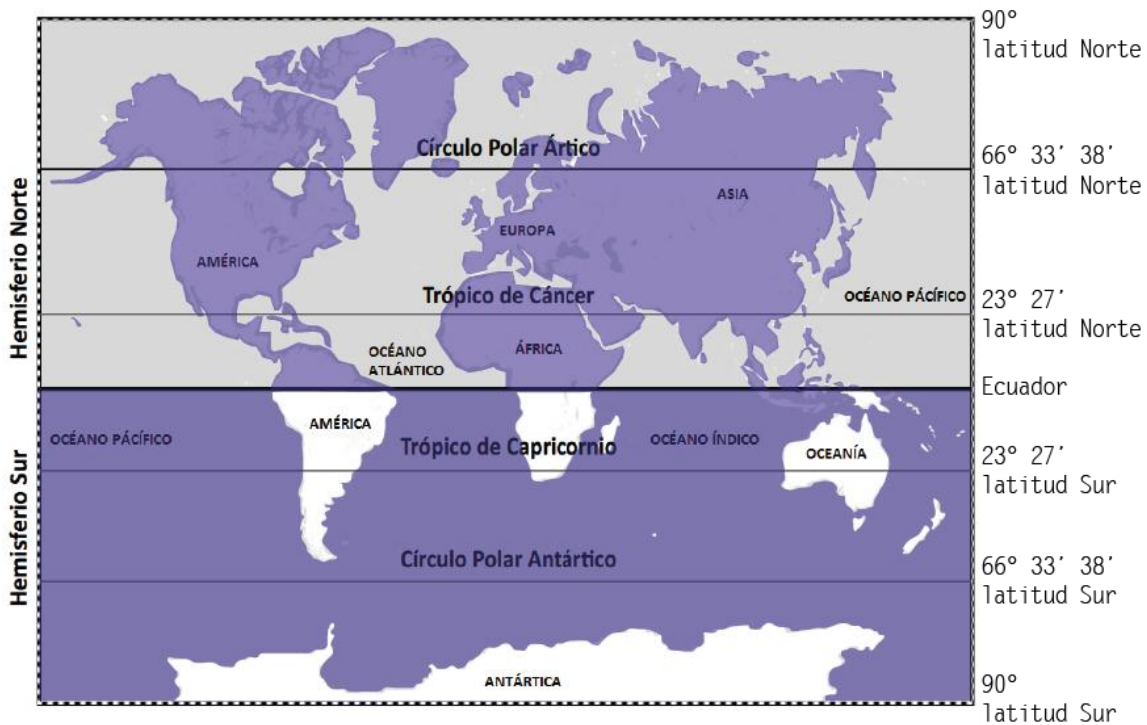 90°
latitud Norte
Círculo Polar Ártico
66° 33’ 38’
latitud Norte
ASIA
EUROPA
AMÉRICA
Hemisferio Norte
Trópico de Cáncer
OCÉANO PÁCÍFICO
23° 27’
latitud Norte
OCÉANO
ATLÁNTICO
ÁFRICA
Ecuador
AMÉRICA
OCÉANO PÁCÍFICO
Trópico de Capricornio
OCÉANO ÍNDICO
OCEANÍA
23° 27’
latitud Sur
Hemisferio Sur
Círculo Polar Antártico
66° 33’ 38’
latitud Sur
ANTÁRTICA
90°
latitud Sur